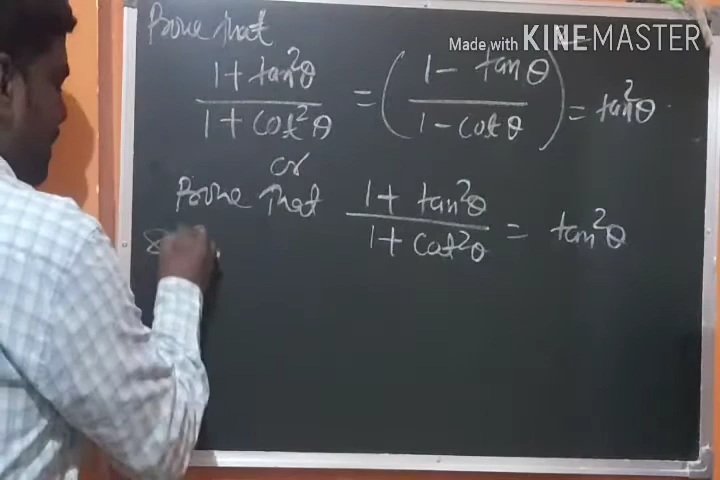 Prove that
Made with KINEMASTER
1 + tan²θ / 1 + cot²θ = (1 - tan θ / 1 - cot θ)² = tan²θ
or
Prove that 1 + tan²θ / 1 + cot²θ = tan²θ